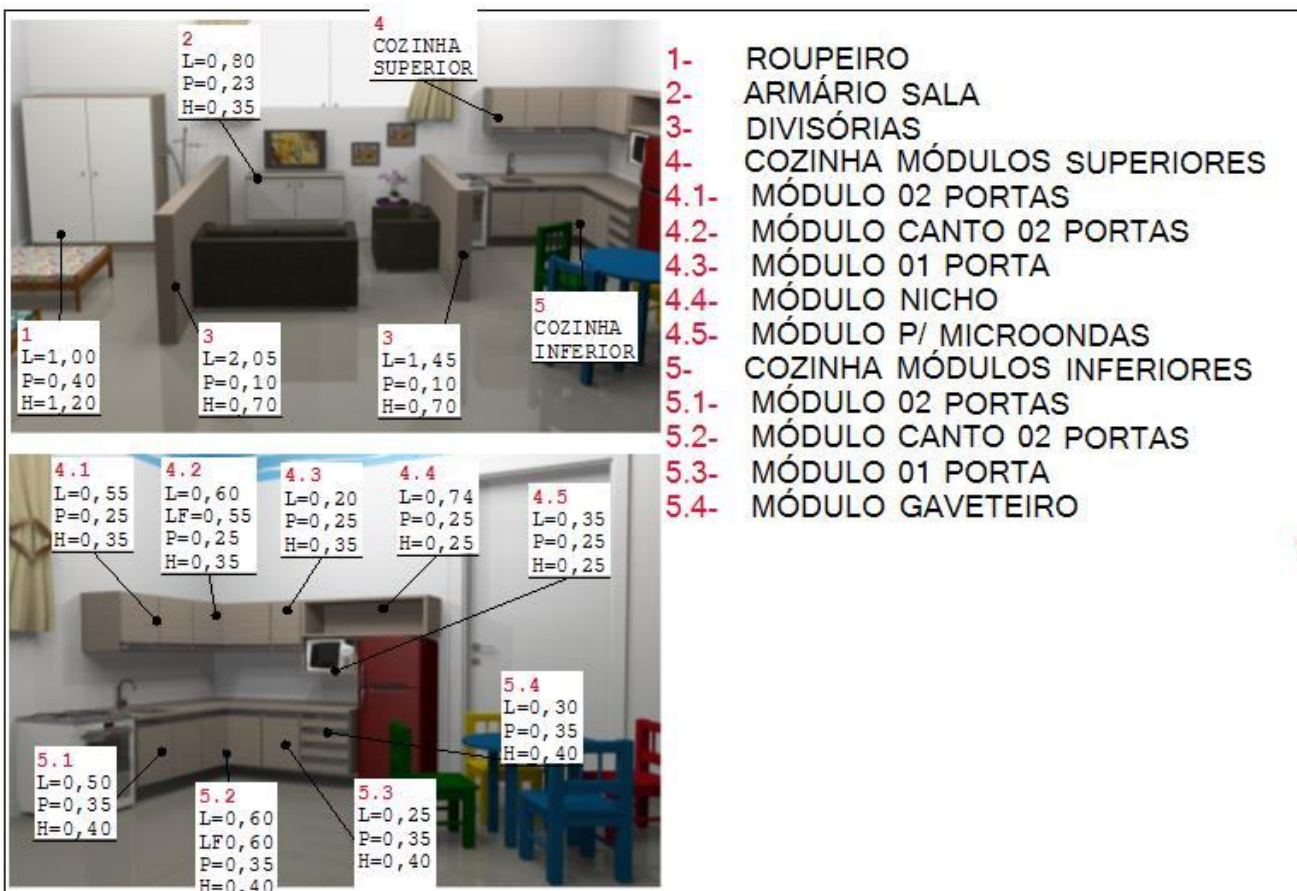 2
L=0,80
P=0,23
H=0,35
4
COZINHA
SUPERIOR
1
L=1,00
P=0,40
H=1,20
3
L=2,05
P=0,10
H=0,70
3
L=1,45
P=0,10
H=0,70
5
COZINHA
INFERIOR
4.1
L=0,55
P=0,25
H=0,35
4.2
L=0,60
LF=0,55
P=0,25
H=0,35
4.3
L=0,20
P=0,25
H=0,35
4.4
L=0,74
P=0,25
H=0,25
4.5
L=0,35
P=0,25
H=0,25
5.1
L=0,50
P=0,35
H=0,40
5.2
L=0,60
LF0,60
P=0,35
H=0,40
5.3
L=0,25
P=0,35
H=0,40
5.4
L=0,30
P=0,35
H=0,40
1- ROUPEIRO
2- ARMÁRIO SALA
3- DIVISÓRIAS
4- COZINHA MÓDULOS SUPERIORES
4.1- MÓDULO 02 PORTAS
4.2- MÓDULO CANTO 02 PORTAS
4.3- MÓDULO 01 PORTA
4.4- MÓDULO NICHO
4.5- MÓDULO P/ MICROONDAS
5- COZINHA MÓDULOS INFERIORES
5.1- MÓDULO 02 PORTAS
5.2- MÓDULO CANTO 02 PORTAS
5.3- MÓDULO 01 PORTA
5.4- MÓDULO GAVETEIRO